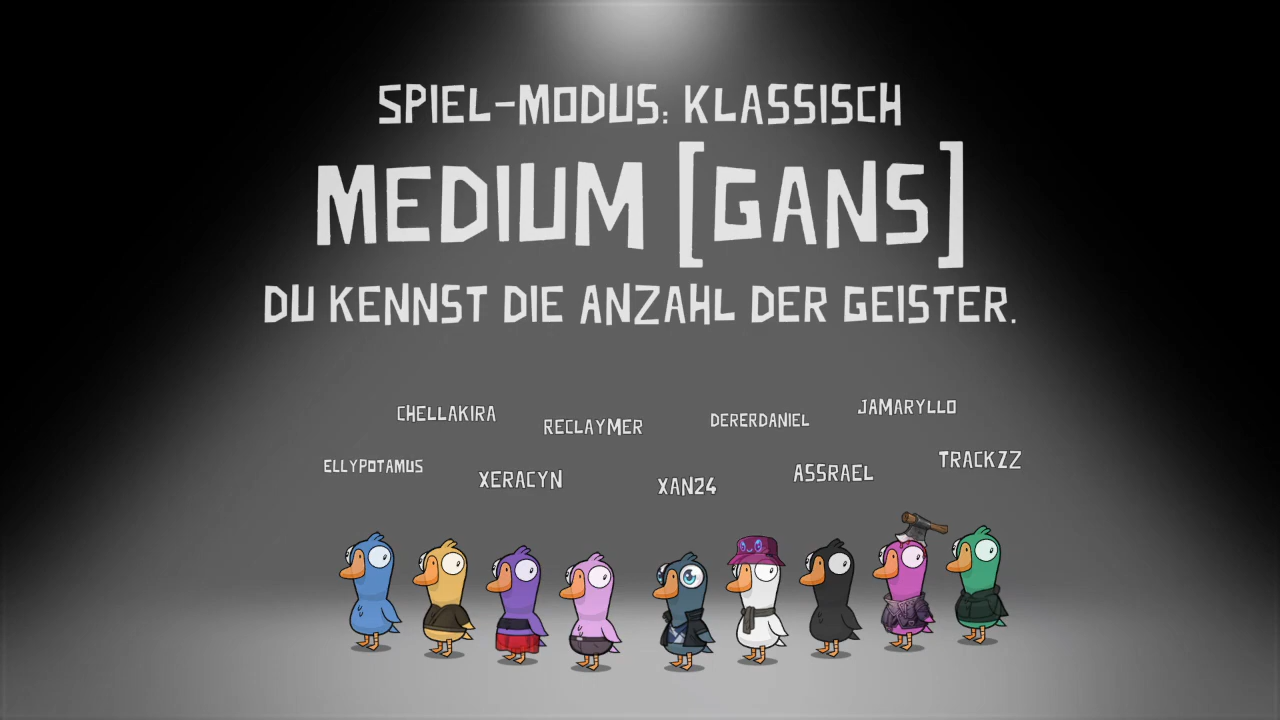 SPIEL-MODUS: KLASSISCH
MEDIUM [GANS]
DU KENNST DIE ANZAHL DER GEISTER.
CHELLAKIRA RECLAYMER DERERDANIEL JAMARYLLO
ELLYPOTAMUS XERACYN XAN24 ASSRAEL TRACKZZ